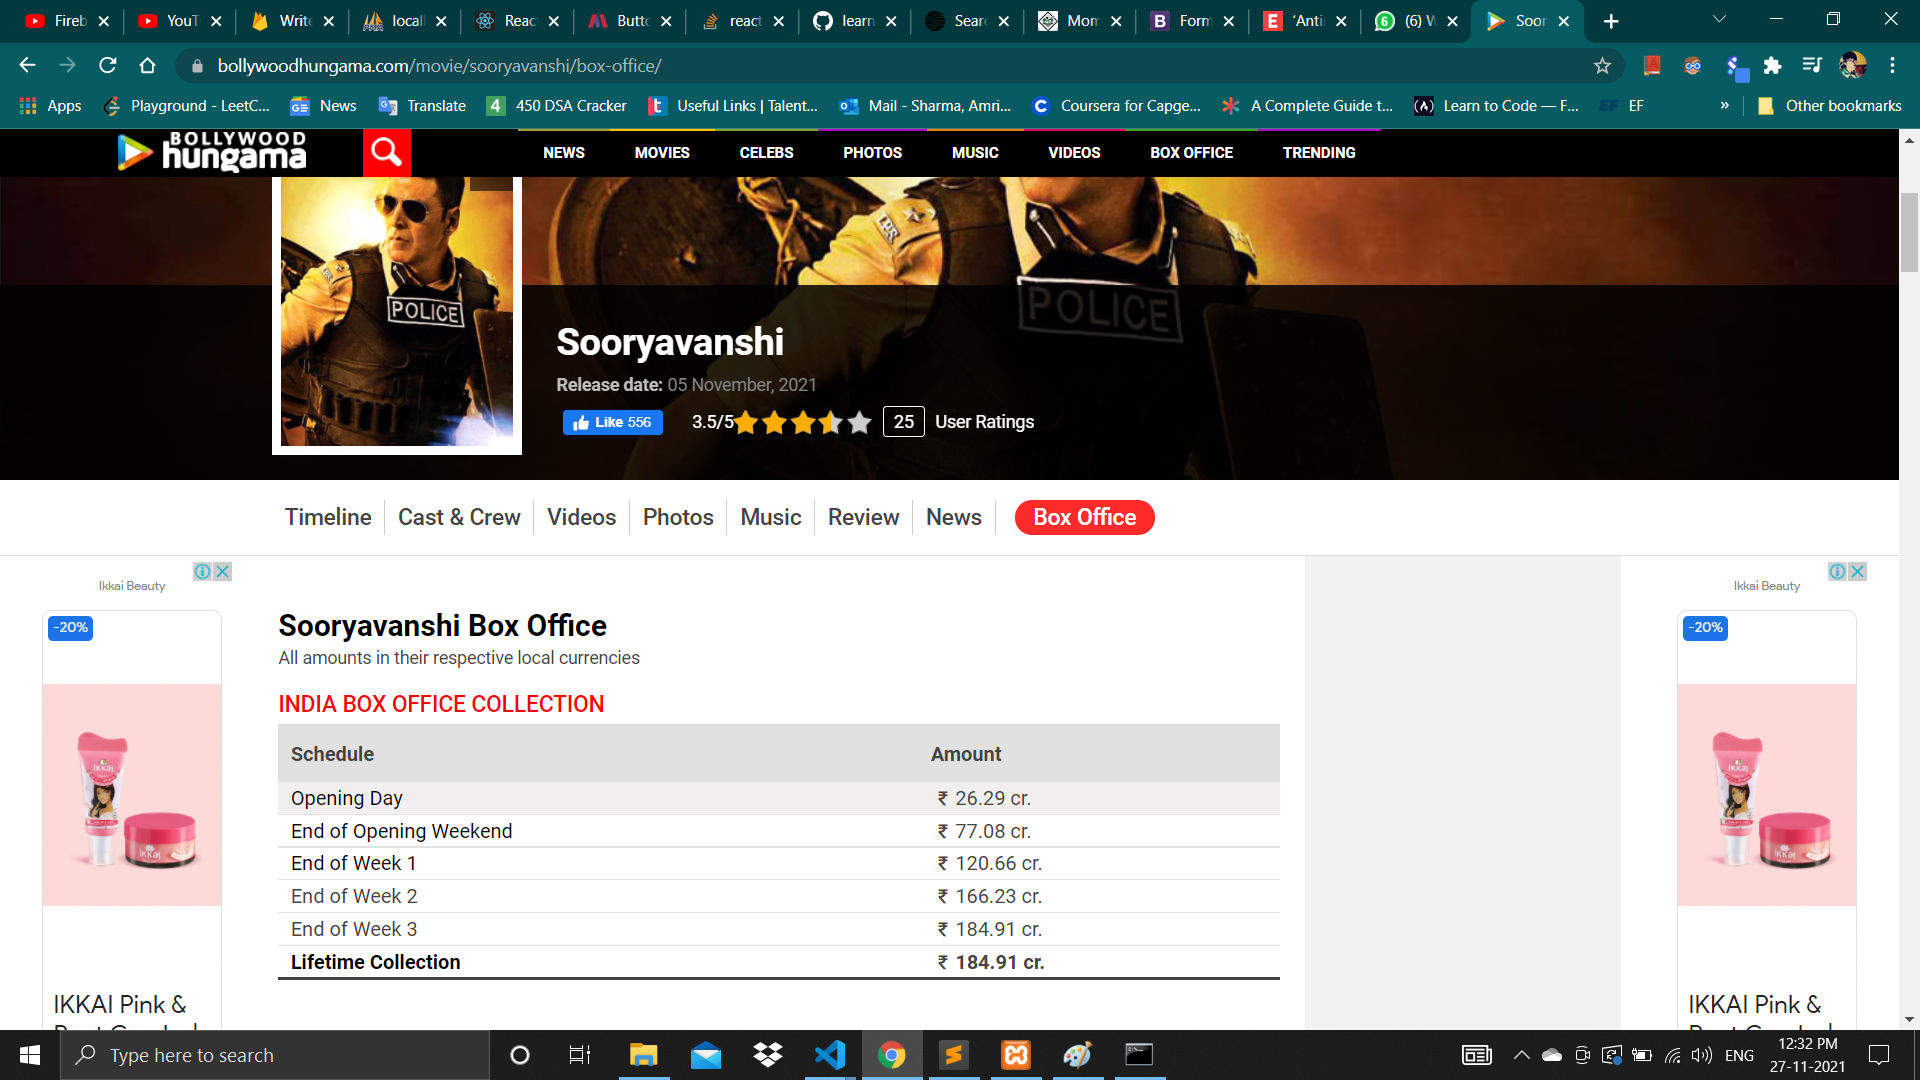 Fireb
YouT
Write
locall
React
Butto
react
learn
Searc
Mom
Form
'Anti
(6) W
Soor
bollywoodhungama.com/movie/sooryavanshi/box-office/
Apps
Playground - LeetC...
News
Translate
450 DSA Cracker
Useful Links | Talent...
Mail - Sharma, Amri...
Coursera for Capge...
A Complete Guide t...
Learn to Code — F...
EF
» Other bookmarks
BOLLYWOOD
hungama
NEWS
MOVIES
CELEBS
PHOTOS
MUSIC
VIDEOS
BOX OFFICE
TRENDING
POLICE
POLICE
Sooryavanshi
Release date: 05 November, 2021
Like 556
3.5/5
25
User Ratings
Timeline
Cast & Crew
Videos
Photos
Music
Review
News
Box Office
Ikkai Beauty
-20%
IKKAI
IKKAI Pink &
Ikkai Beauty
-20%
IKKAI
IKKAI Pink &
Sooryavanshi Box Office
All amounts in their respective local currencies
INDIA BOX OFFICE COLLECTION
Schedule Amount
Opening Day ₹ 26.29 cr.
End of Opening Weekend ₹ 77.08 cr.
End of Week 1 ₹ 120.66 cr.
End of Week 2 ₹ 166.23 cr.
End of Week 3 ₹ 184.91 cr.
Lifetime Collection ₹ 184.91 cr.
Type here to search
ENG
12:32 PM
27-11-2021